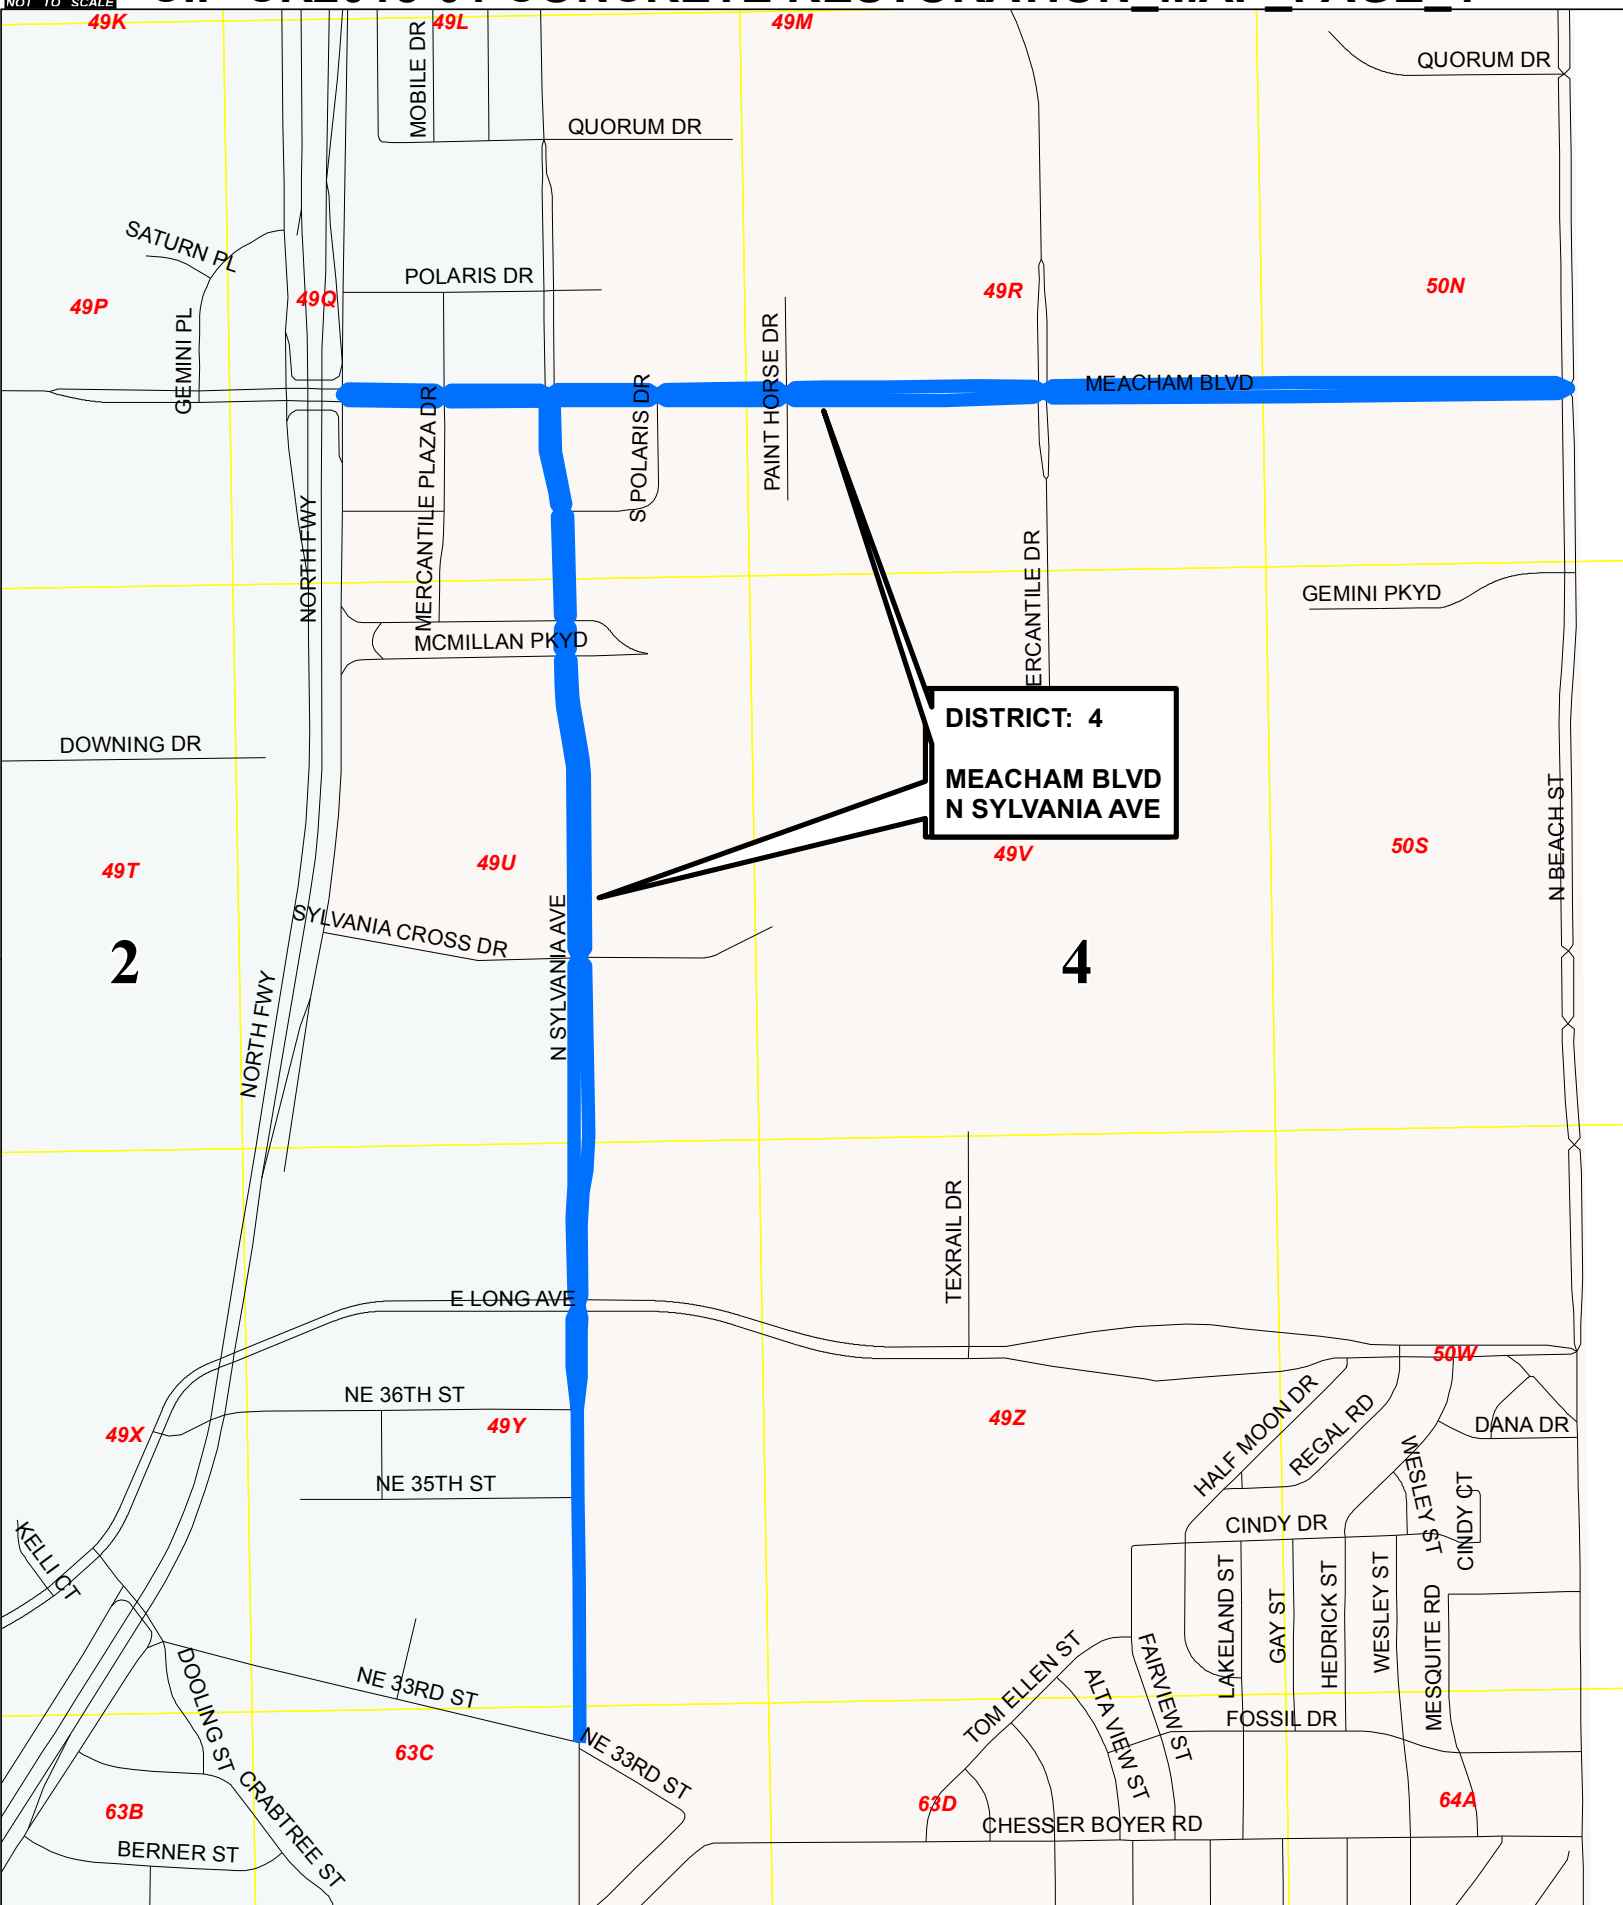 NOT TO SCALE
49K
49L
49M
MOBILE DR
QUORUM DR
QUORUM DR
SATURN PL
POLARIS DR
49P
49Q
49R
50N
GEMINI PL
PAINT HORSE DR
MEACHAM BLVD
MERCANTILE PLAZA DR
S POLARIS DR
NORTH FWY
ERCANTILE DR
GEMINI PKYD
MCMILLAN PKYD
DISTRICT: 4
MEACHAM BLVD
N SYLVANIA AVE
DOWNING DR
N BEACH ST
49T
49U
49V
50S
SYLVANIA CROSS DR
N SYLVANIA AVE
2
4
NORTH FWY
TEXRAIL DR
E LONG AVE
50W
NE 36TH ST
49X
49Y
49Z
HALF MOON DR
REGAL RD
DANA DR
WESLEY ST
CINDY CT
NE 35TH ST
CINDY DR
KELLI CT
LAKELAND ST
GAY ST
HEDRICK ST
WESLEY ST
MESQUITE RD
DOOLING ST
NE 33RD ST
TOM ELLEN ST
FAIRVIEW ST
ALTA VIEW ST
FOSSIL DR
NE 33RD ST
63C
63B
63D
64A
CRABTREE ST
CHESSER BOYER RD
BERNER ST